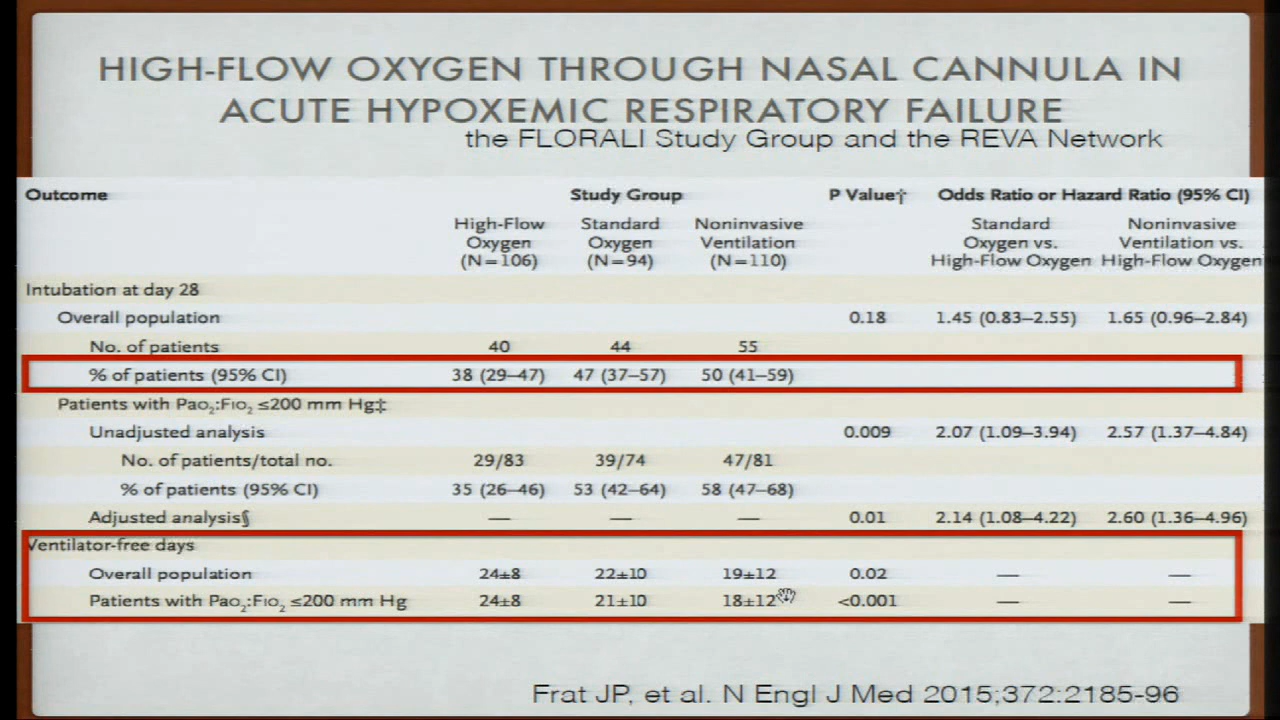 HIGH-FLOW OXYGEN THROUGH NASAL CANNULA IN
ACUTE HYPOXEMIC RESPIRATORY FAILURE
the FLORALI Study Group and the REVA Network
Outcome Study Group P Value† Odds Ratio or Hazard Ratio (95% CI)
High-Flow Oxygen (N=106) Standard Oxygen (N=94) Noninvasive Ventilation (N=110) Standard Oxygen vs. High-Flow Oxygen Noninvasive Ventilation vs. High-Flow Oxygen
Intubation at day 28
Overall population 0.18 1.45 (0.83–2.55) 1.65 (0.96–2.84)
No. of patients 40 44 55
% of patients (95% CI) 38 (29–47) 47 (37–57) 50 (41–59)
Patients with PaO2:FIO2 ≤200 mm Hg‡
Unadjusted analysis 0.009 2.07 (1.09–3.94) 2.57 (1.37–4.84)
No. of patients/total no. 29/83 39/74 47/81
% of patients (95% CI) 35 (26–46) 53 (42–64) 58 (47–68)
Adjusted analysis§ — — — 0.01 2.14 (1.08–4.22) 2.60 (1.36–4.96)
Ventilator-free days
Overall population 24±8 22±10 19±12 0.02 — —
Patients with PaO2:FIO2 ≤200 mm Hg 24±8 21±10 18±12 <0.001 — —
Frat JP, et al. N Engl J Med 2015;372:2185-96